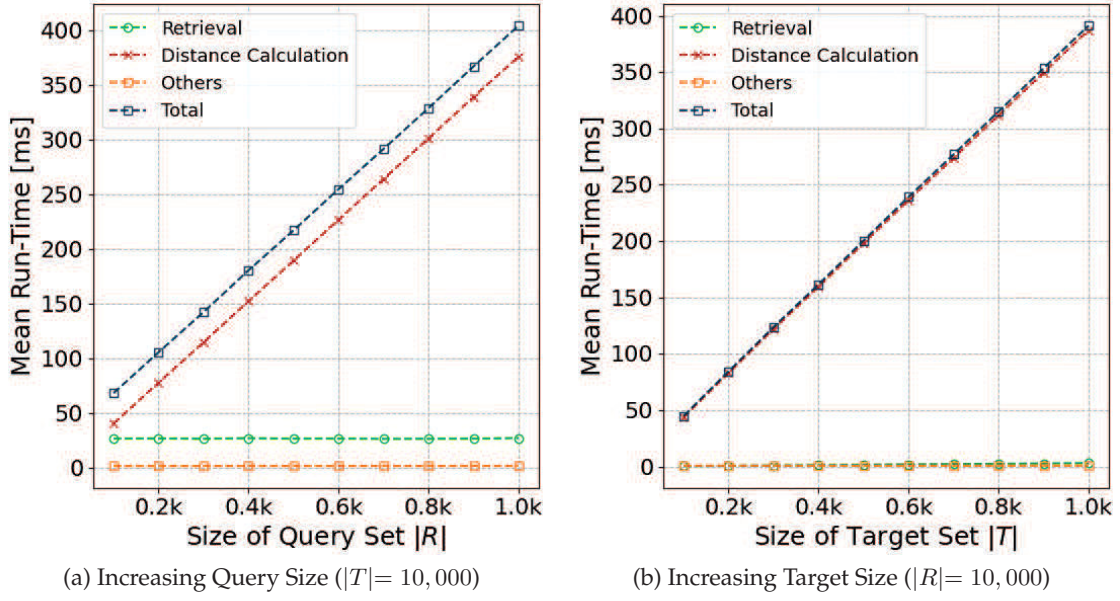 Mean Run-Time [ms]
400
350
300
250
200
150
100
50
0
Retrieval
Distance Calculation
Others
Total
0.2k 0.4k 0.6k 0.8k 1.0k
Size of Query Set |R|
(a) Increasing Query Size (|T|= 10, 000)
Mean Run-Time [ms]
400
350
300
250
200
150
100
50
0
Retrieval
Distance Calculation
Others
Total
0.2k 0.4k 0.6k 0.8k 1.0k
Size of Target Set |T|
(b) Increasing Target Size (|R|= 10, 000)